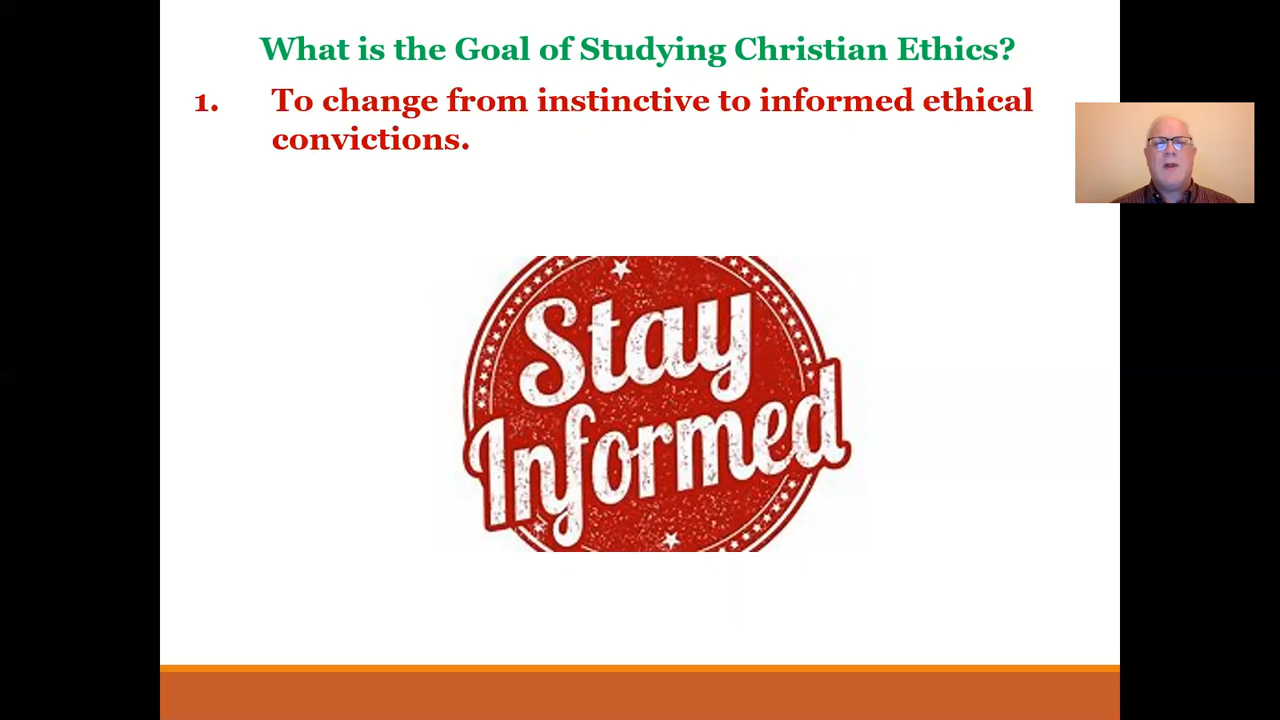 What is the Goal of Studying Christian Ethics?
1. To change from instinctive to informed ethical
convictions.
Stay
Informed